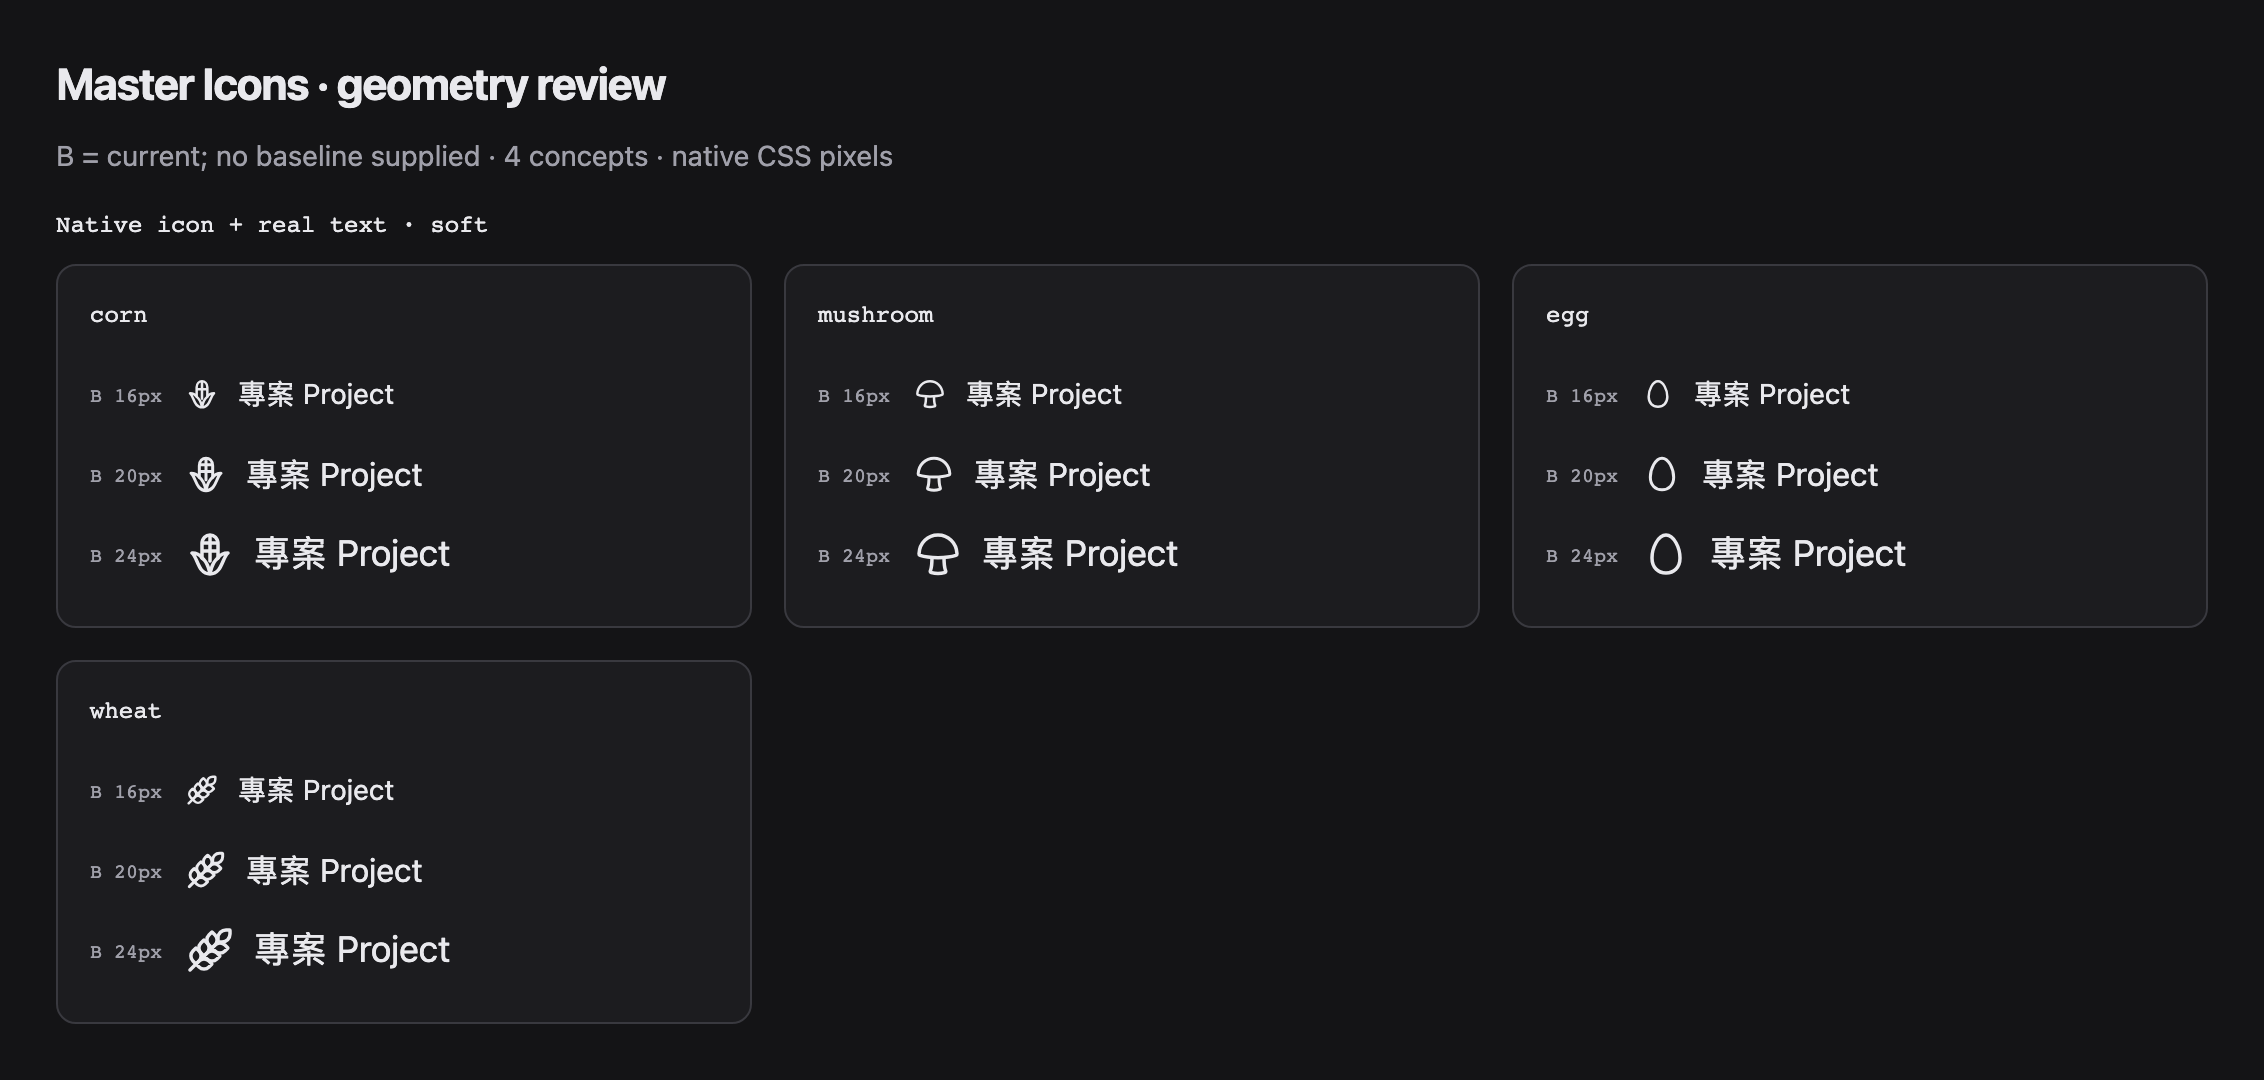 Master Icons · geometry review
B = current; no baseline supplied · 4 concepts · native CSS pixels
Native icon + real text · soft
corn
B 16px 專案 Project
B 20px 專案 Project
B 24px 專案 Project
mushroom
B 16px 專案 Project
B 20px 專案 Project
B 24px 專案 Project
egg
B 16px 專案 Project
B 20px 專案 Project
B 24px 專案 Project
wheat
B 16px 專案 Project
B 20px 專案 Project
B 24px 專案 Project